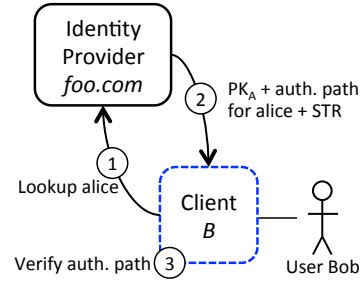 Identity
Provider
foo.com
2
PK_A + auth. path
for alice + STR
1
Lookup alice
Client
B
Verify auth. path
3
User Bob